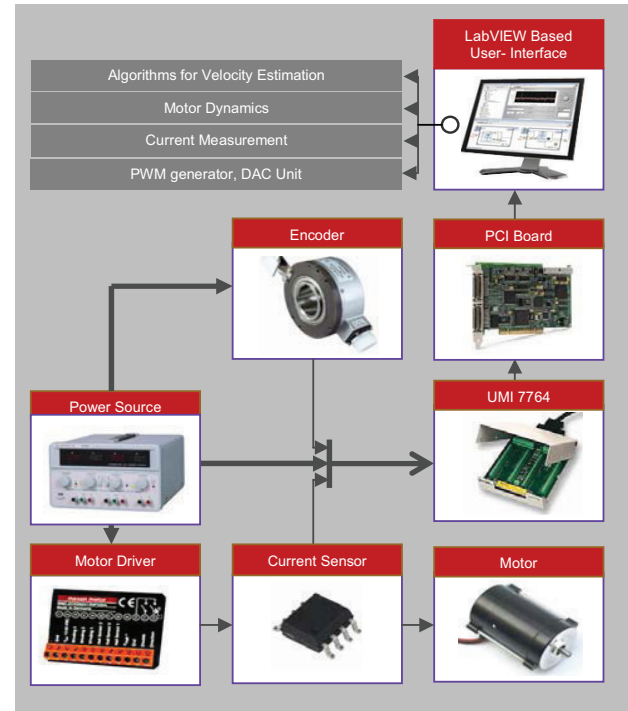 LabVIEW Based
User- Interface
Algorithms for Velocity Estimation
Motor Dynamics
Current Measurement
PWM generator, DAC Unit
Encoder
PCI Board
Power Source
UMI 7764
Motor Driver
Current Sensor
Motor